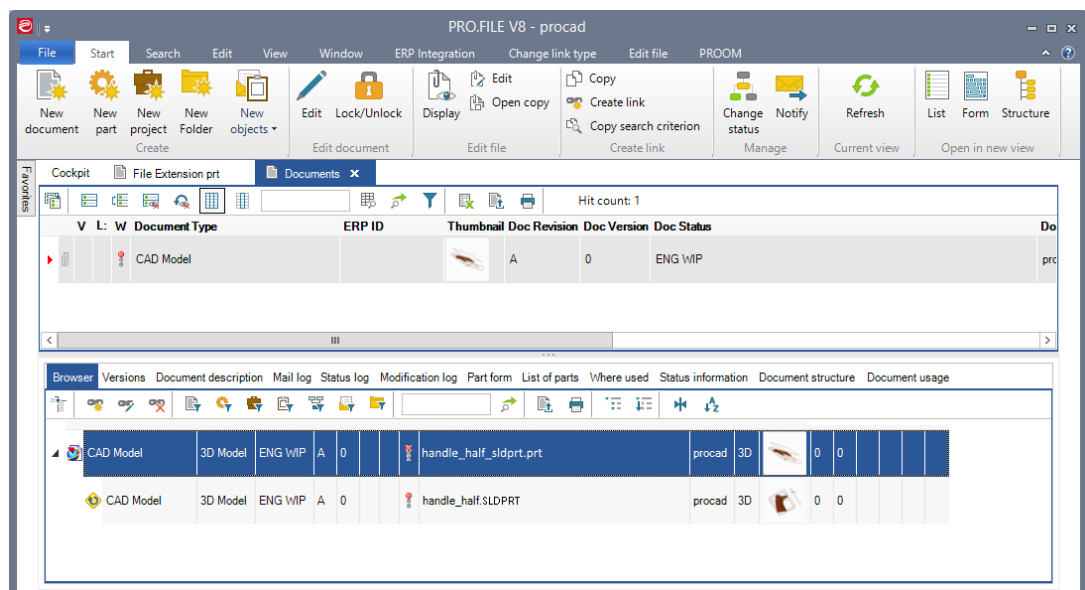 PRO.FILE V8 - procad
File Start Search Edit View Window ERP Integration Change link type Edit file PROOM
New document New part New project New Folder New objects
Create
Edit Lock/Unlock
Edit document
Display Edit Open copy
Edit file
Copy Create link Copy search criterion
Create link
Change status Notify
Manage
Refresh
Current view
List Form Structure
Open in new view
Favorites
Cockpit File Extension prt Documents
Hit count: 1
V L: W Document Type ERP ID Thumbnail Doc Revision Doc Version Doc Status Do
CAD Model A 0 ENG WIP prc
Browser Versions Document description Mail log Status log Modification log Part form List of parts Where used Status information Document structure Document usage
CAD Model 3D Model ENG WIP A 0 handle_half_sldprt.prt procad 3D 0 0
CAD Model 3D Model ENG WIP A 0 handle_half.SLDPRT procad 3D 0 0